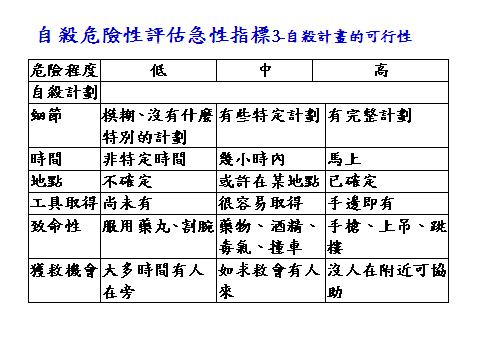 自殺危險性評估急性指標3-自殺計畫的可行性
危險程度 低 中 高
自殺計劃
細節 模糊、沒有什麼特別的計劃 有些特定計劃 有完整計劃
時間 非特定時間 幾小時內 馬上
地點 不確定 或許在某地點 已確定
工具取得 尚未有 很容易取得 手邊即有
致命性 服用藥丸、割腕 藥物、酒精、毒氣、撞車 手槍、上吊、跳樓
獲救機會 大多時間有人在旁 如求救會有人來 沒人在附近可協助